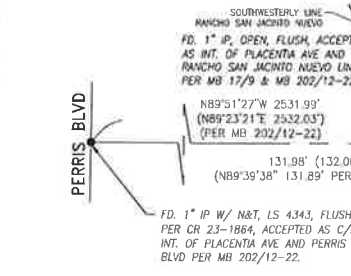 SOUTHWESTERLY LINE
RANCHO SAN JACINTO NUEVO
FD. 1" IP, OPEN, FLUSH, ACCEPT
AS INT. OF PLACENTIA AVE AND
RANCHO SAN JACINTO NUEVO LIN
PER MB 17/9 & MB 202/12-22
N89°51'27"W 2531.99'
(N89°23'21"E 2532.03')
(PER MB 202/12-22)
PERRIS BLVD
131.98' (132.00
(N89°39'38" 131.89' PER
FD. 1" IP W/ N&T, LS 4343, FLUSH
PER CR 23-1864, ACCEPTED AS C/
INT. OF PLACENTIA AVE AND PERRIS
BLVD PER MB 202/12-22.